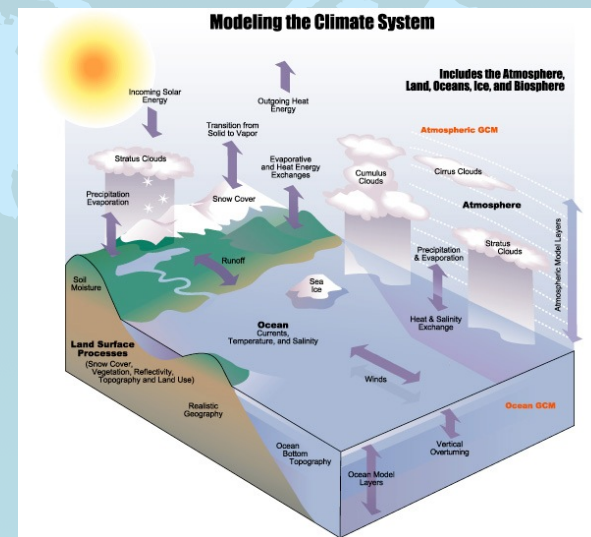 Modeling the Climate System
Includes the Atmosphere,
Land, Oceans, Ice, and Biosphere
Incoming Solar
Energy
Outgoing Heat
Energy
Transition from
Solid to Vapor
Atmospheric GCM
Stratus Clouds
Evaporative
and Heat Energy
Exchanges
Cumulus
Clouds
Cirrus Clouds
Precipitation
Evaporation
Snow Cover
Atmosphere
Atmospheric Model Layers
Stratus
Clouds
Precipitation
& Evaporation
Runoff
Soil
Moisture
Sea
Ice
Heat & Salinity
Exchange
Ocean
Currents,
Temperature, and Salinity
Land Surface
Processes
(Snow Cover,
Vegetation, Reflectivity,
Topography and Land Use)
Winds
Realistic
Geography
Ocean GCM
Ocean
Bottom
Topography
Vertical
Overturning
Ocean Model
Layers